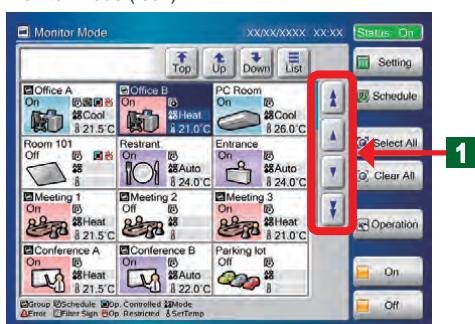 Monitor Mode XX/XX/XXXX XX:XX Status: On
Top Up Down List Setting
Office A Office B PC Room Schedule
On On On
Heat Cool
21.5°C 21.0°C 26.0°C Select All
Room 101 Restrant Entrance
Off On On Clear All
Auto Auto
24.0°C 24.0°C
1
Meeting 1 Meeting 2 Meeting 3
On Off On
Heat Heat Operation
21.5°C 21.0°C
Conference A Conference B Parking lot
On On Off On
Heat Auto
21.5°C 22.0°C
Group Schedule Op. Controlled Mode
Error Filter Sign Op. Restricted SetTemp Off